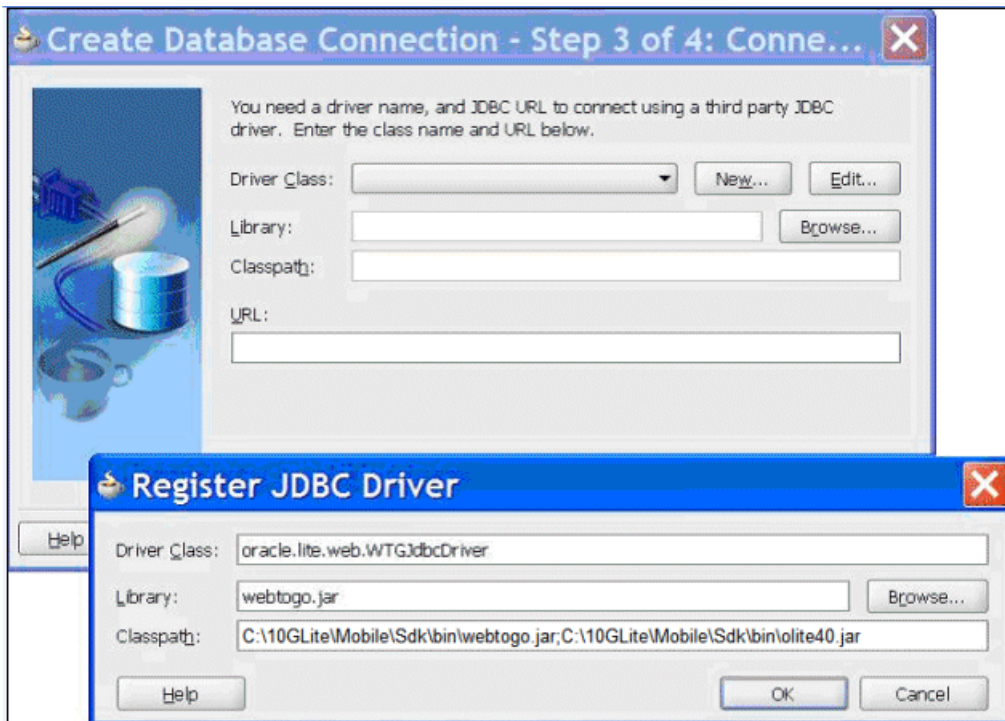 Create Database Connection - Step 3 of 4: Conne...
You need a driver name, and JDBC URL to connect using a third party JDBC
driver. Enter the class name and URL below.
Driver Class:
New...
Edit...
Library:
Browse...
Classpath:
URL:
Help
Register JDBC Driver
Driver Class: oracle.lite.web.WTGJdbcDriver
Library: webtogo.jar
Browse...
Classpath: C:\10GLite\Mobile\Sdk\bin\webtogo.jar;C:\10GLite\Mobile\Sdk\bin\olite40.jar
Help
OK
Cancel